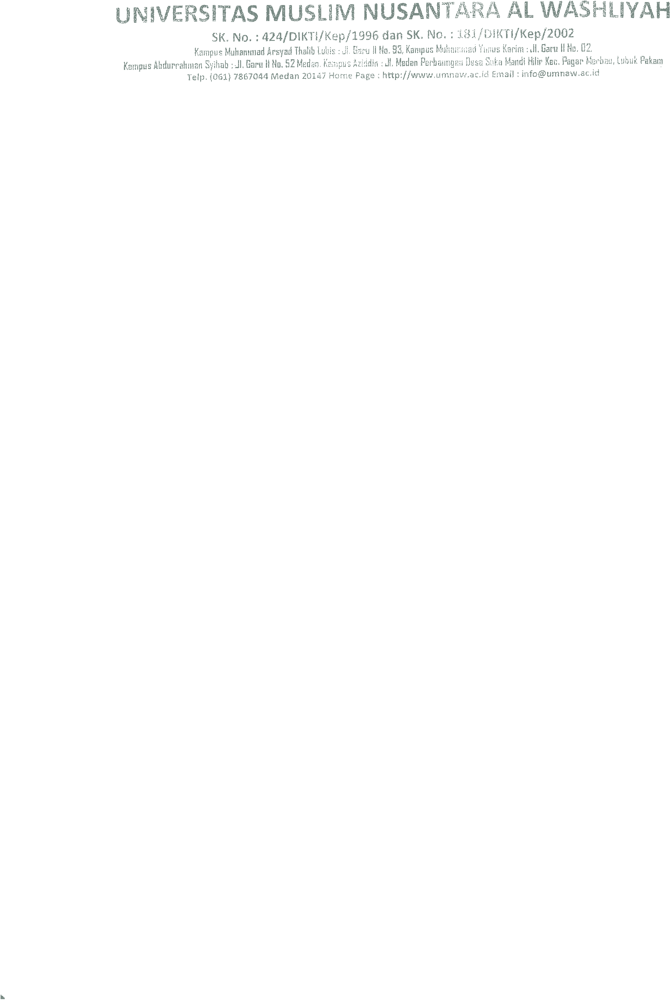 UNIVERSITAS MUSLIM NUSANTARA AL WASHLIYAH
SK. No. : 424/DIKTI/Kep/1996 dan SK. No. : 181/DIKTI/Kep/2002
Kampus Muhammad Arsyad Thalib Lubis : Jl. Garu II No. 93, Kampus Muhammad Yunus Karim : Jl. Garu II No. 02,
Kampus Abdurrahman Syihab : Jl. Garu II No. 52 Medan. Kampus Aziddin : Jl. Medan Perbaungan Desa Suka Mandi Hilir Kec. Pagar Merbau, Lubuk Pakam
Telp. (061) 7867044 Medan 20147 Home Page : http://www.umnaw.ac.id Email : info@umnaw.ac.id